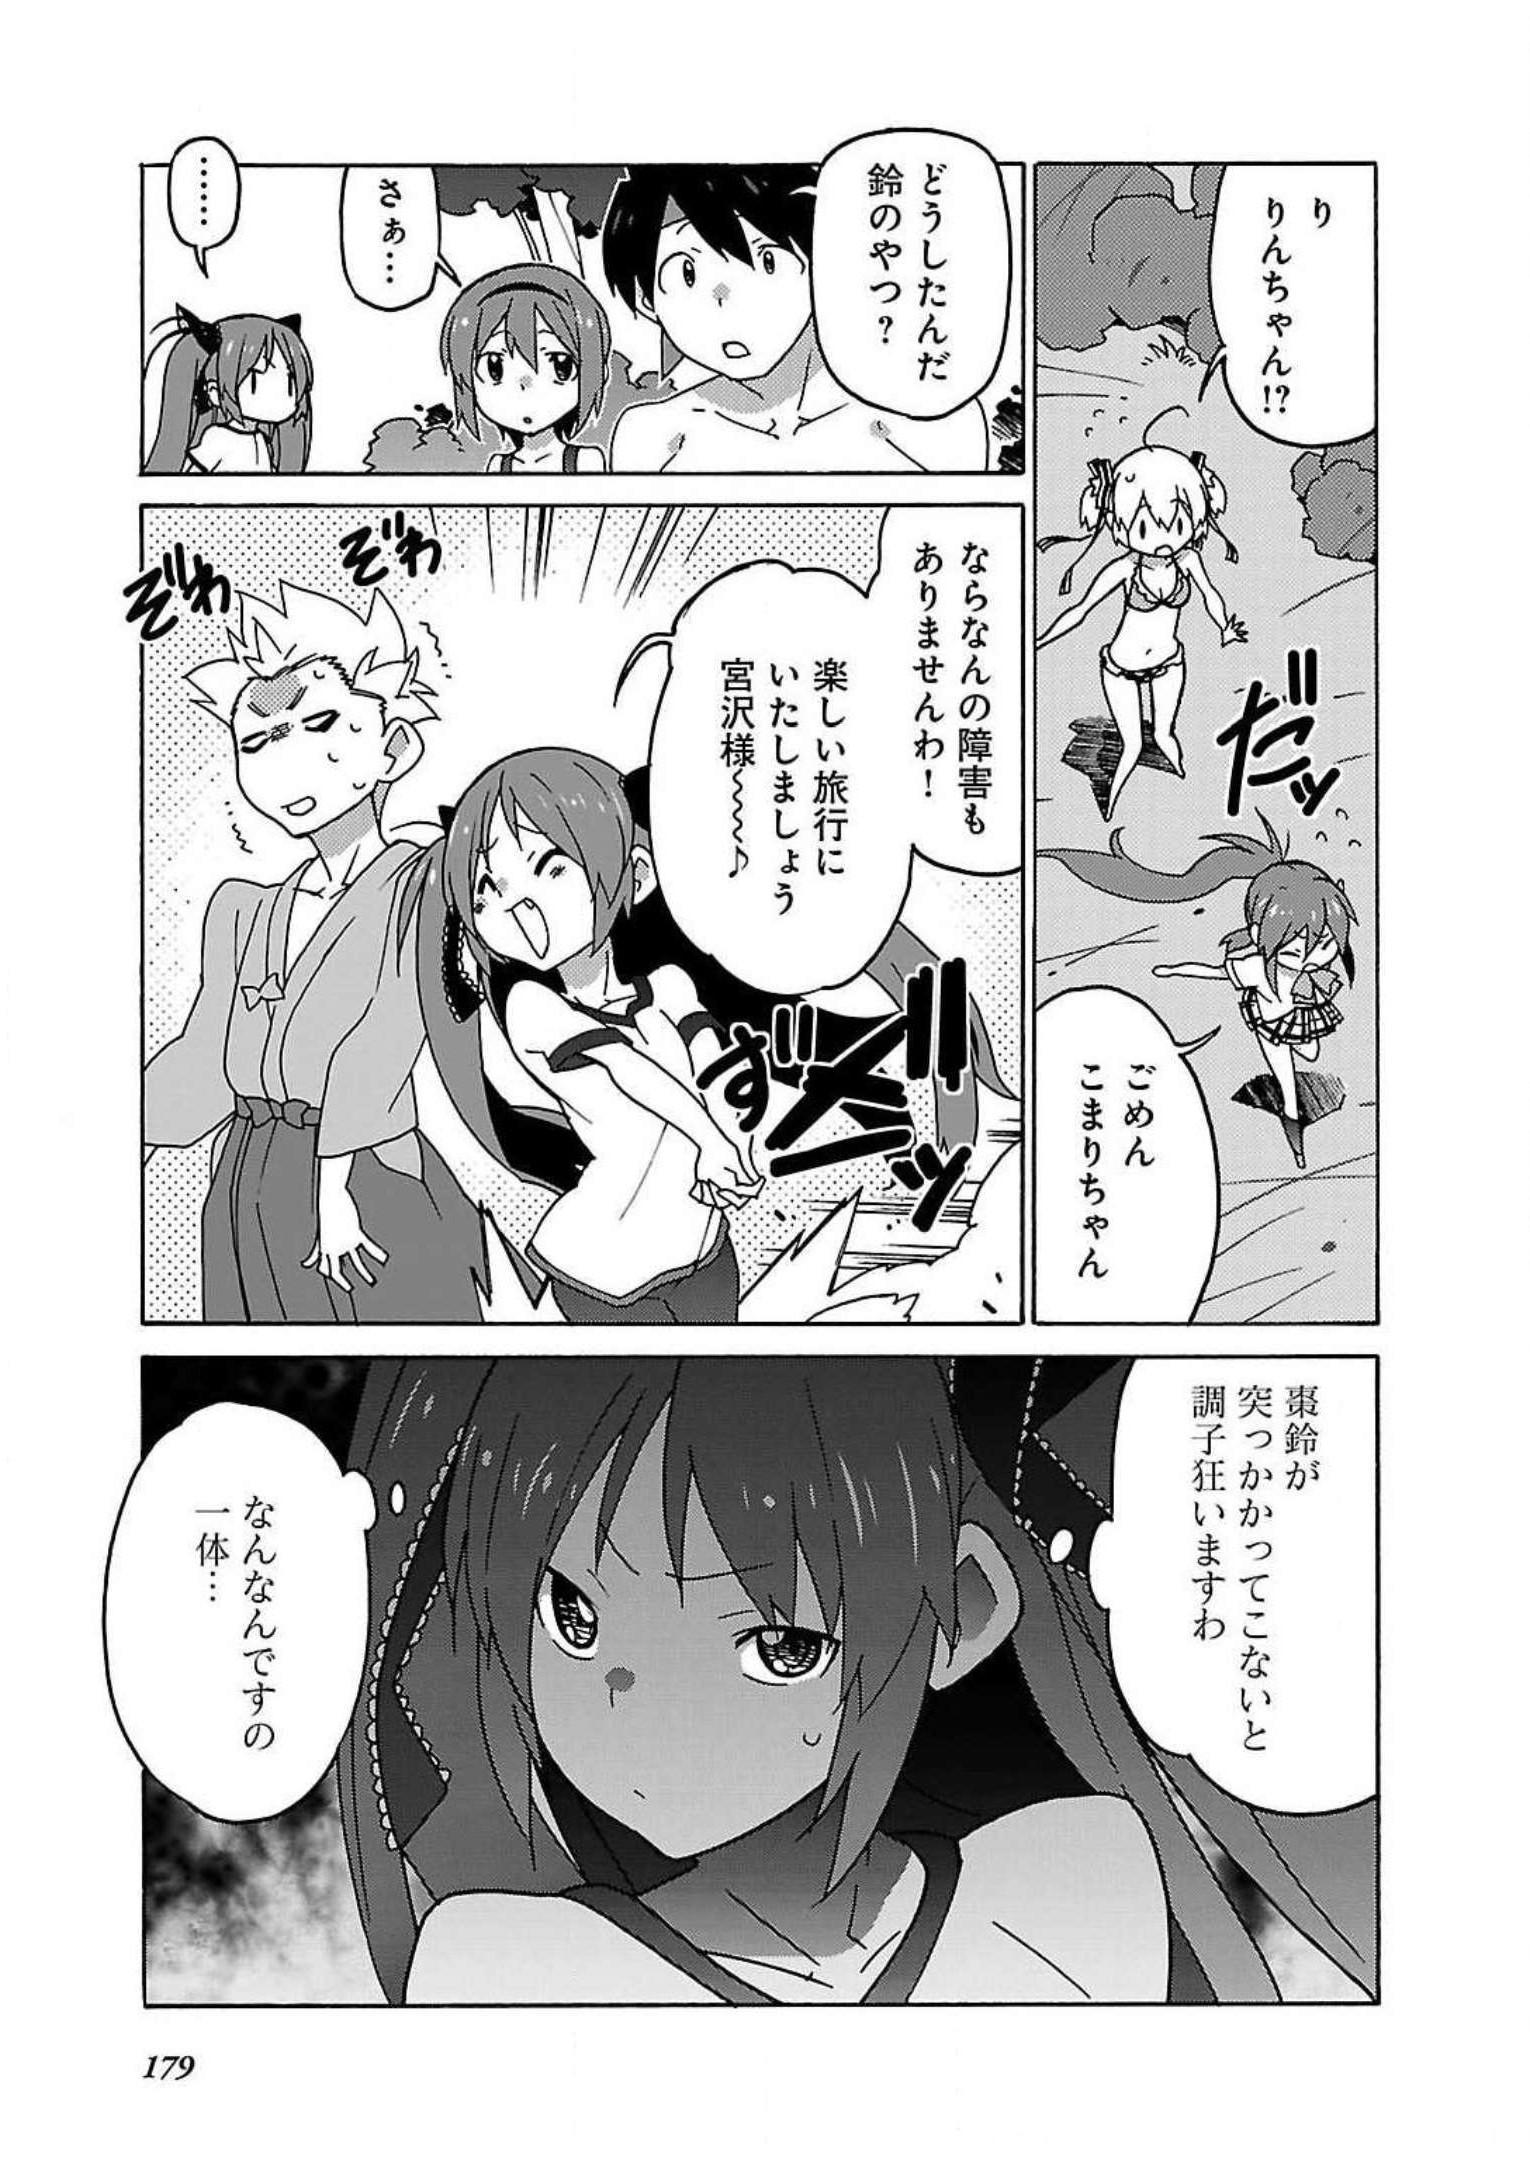 り
りんちゃん!?
だッ
ごめん
こまりちゃん
どうしたんだ
鈴のやつ?
さぁ…
……
ならなんの障害も
ありませんわ!
楽しい旅行に
いたしましょう
宮沢様～～～♪
ずざざッ
ぞわ
ぞわ
棗鈴が
突っかかってこないと
調子狂いますわ
なんなんですの
一体…
179